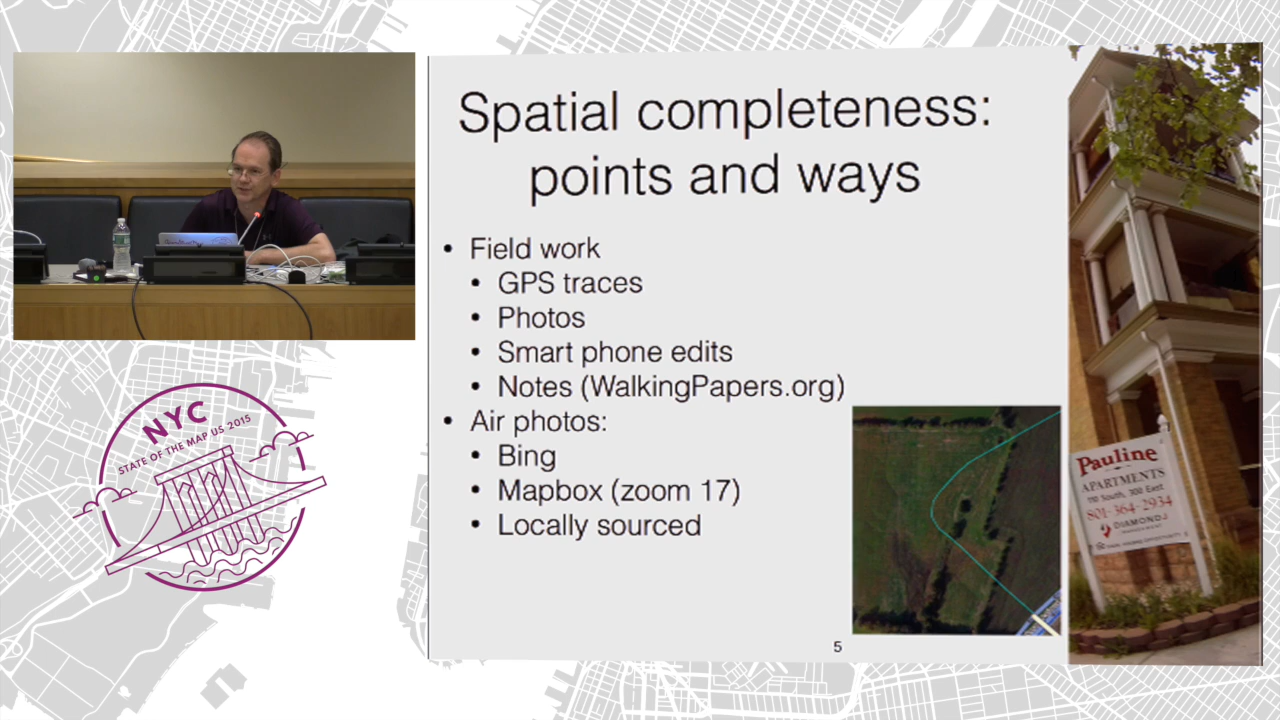 Spatial completeness:
points and ways
• Field work
• GPS traces
• Photos
• Smart phone edits
• Notes (WalkingPapers.org)
• Air photos:
• Bing
• Mapbox (zoom 17)
• Locally sourced
5
Pauline
APARTMENTS
110 South, 300 East
801-364-2934
DIAMONDJ
NYC
STATE OF THE MAP US 2015